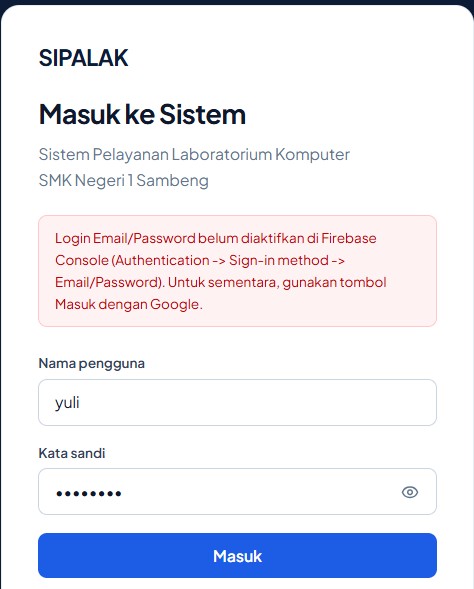 SIPALAK
Masuk ke Sistem
Sistem Pelayanan Laboratorium Komputer
SMK Negeri 1 Sambeng
Login Email/Password belum diaktifkan di Firebase
Console (Authentication -> Sign-in method ->
Email/Password). Untuk sementara, gunakan tombol
Masuk dengan Google.
Nama pengguna
yuli
Kata sandi
••••••••
Masuk